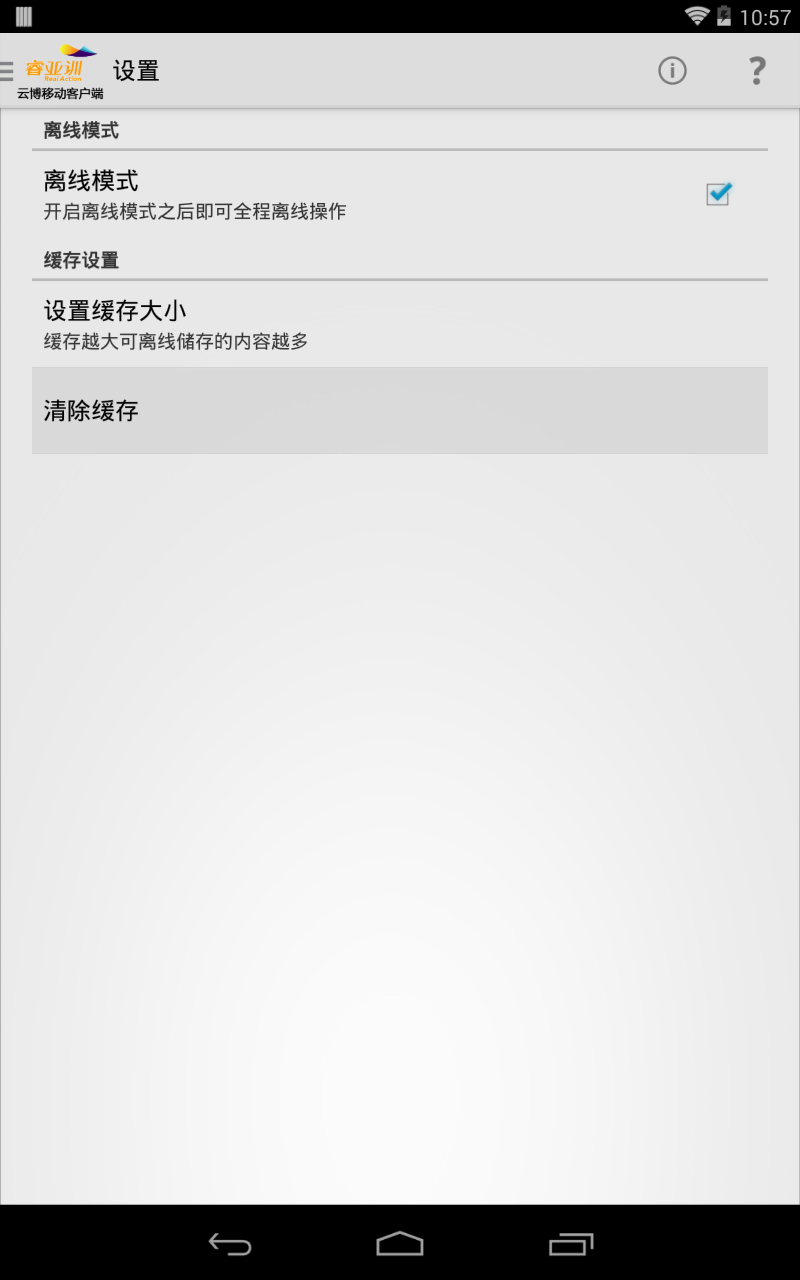 10:57
睿亚训
Real Action
云博移动客户端
设置
离线模式
离线模式
开启离线模式之后即可全程离线操作
缓存设置
设置缓存大小
缓存越大可离线储存的内容越多
清除缓存